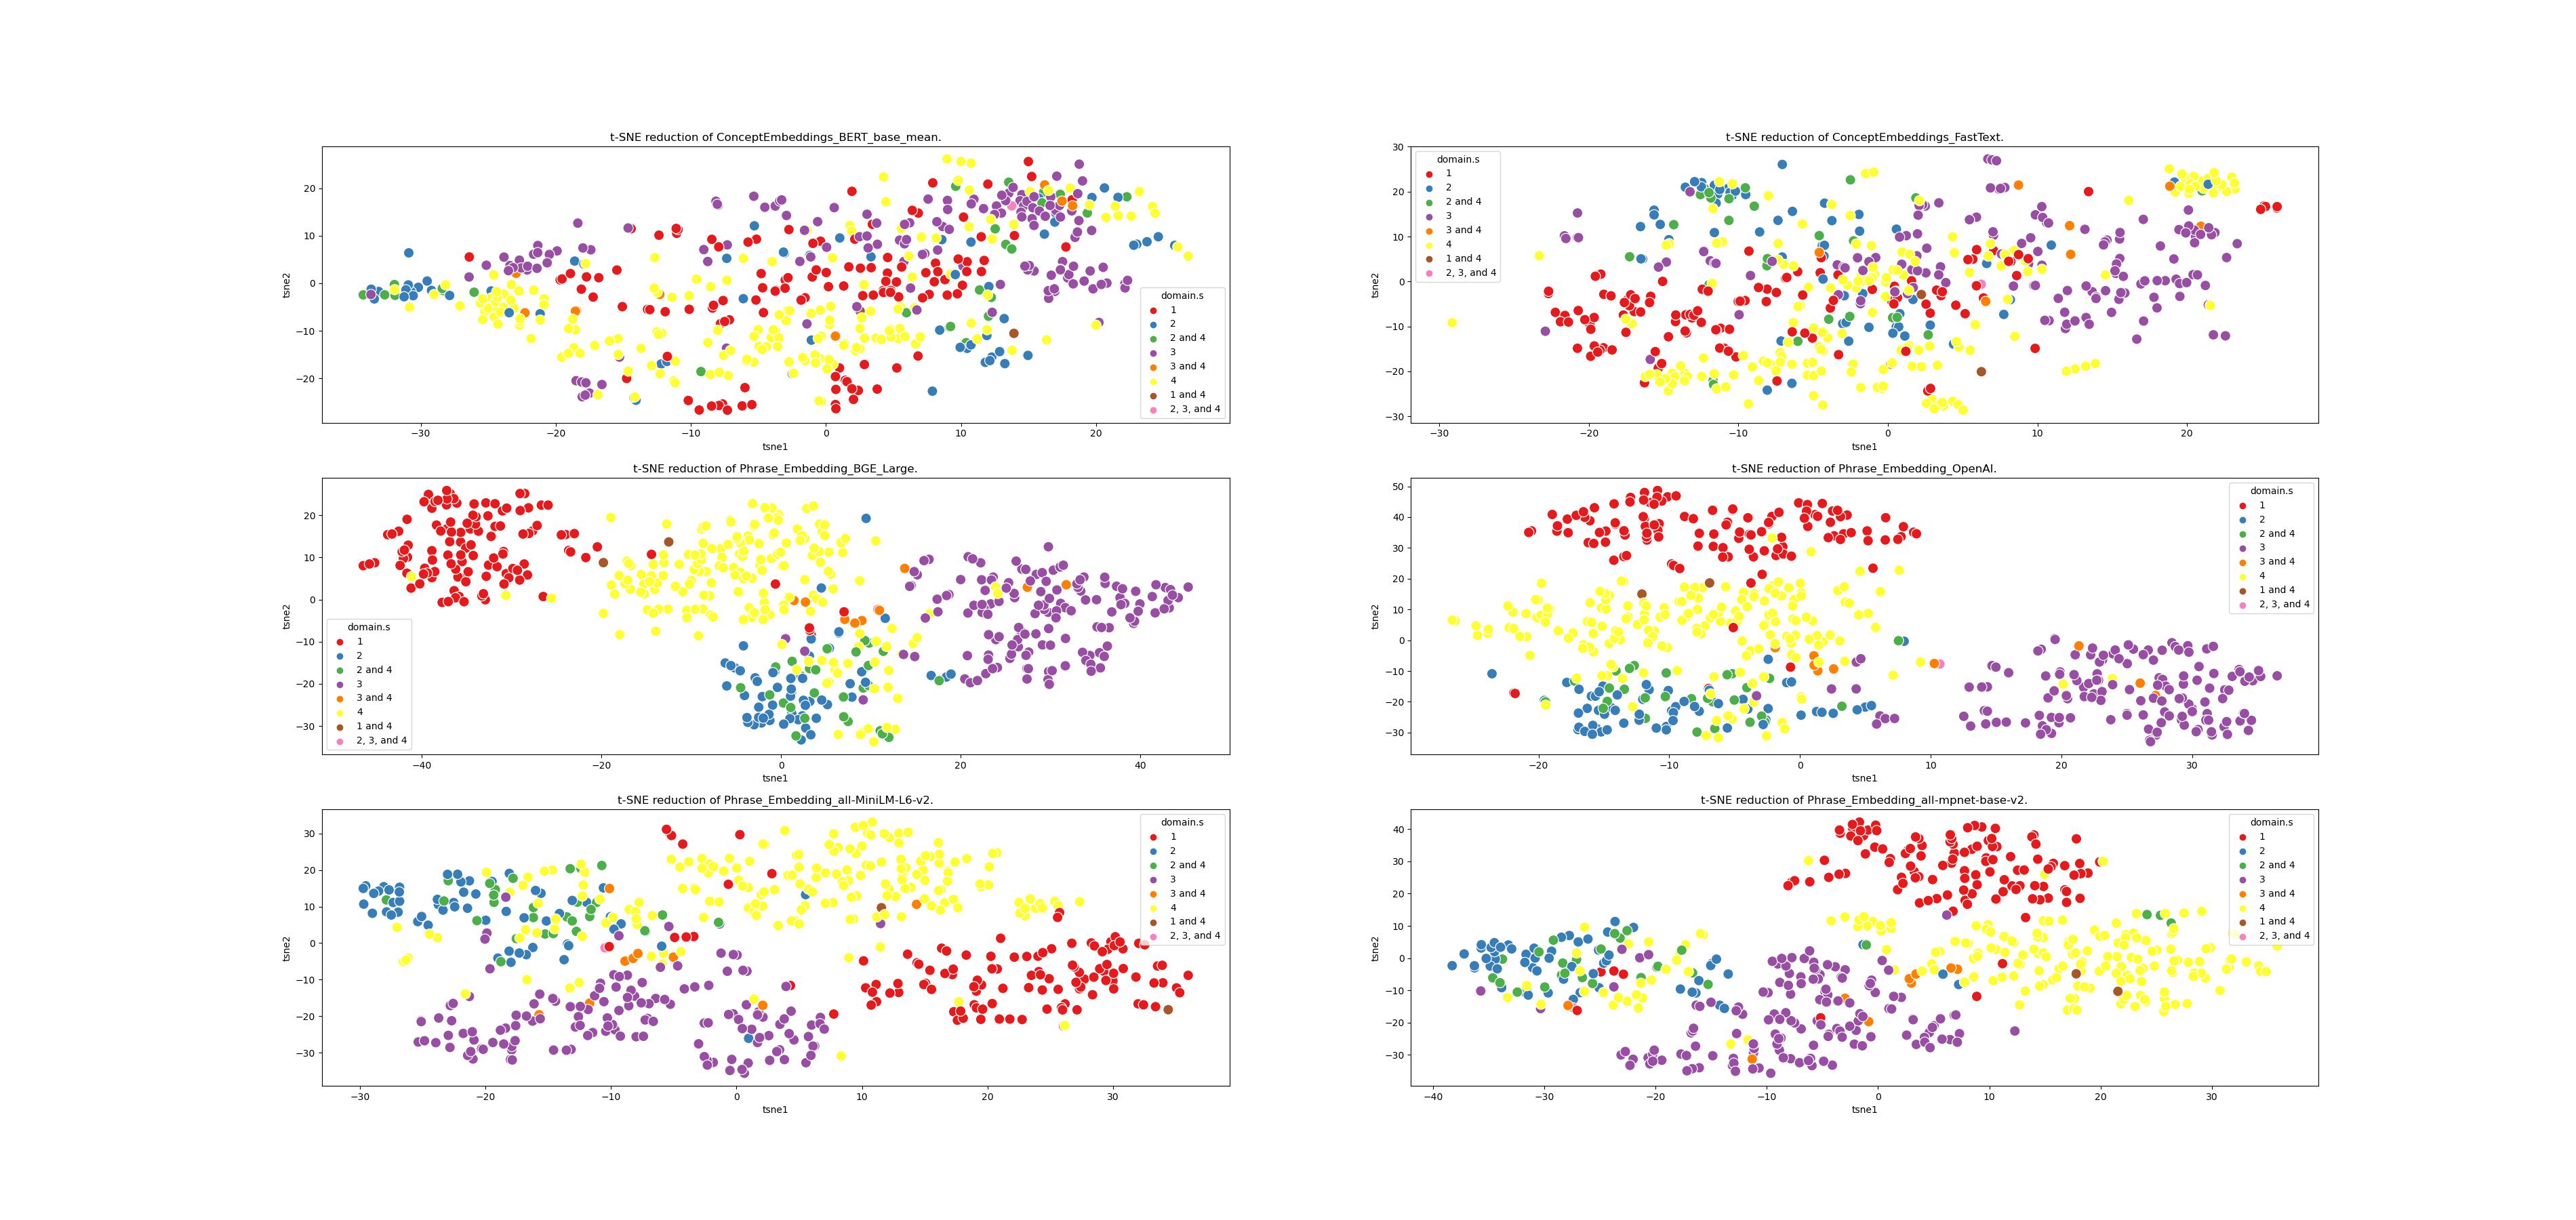 t-SNE reduction of ConceptEmbeddings_BERT_base_mean.
tsne2
20
10
0
−10
−20
−30
−20
−10
0
10
20
tsne1
domain.s
1
2
2 and 4
3
3 and 4
4
1 and 4
2, 3, and 4
t-SNE reduction of ConceptEmbeddings_FastText.
tsne2
30
20
10
0
−10
−20
−30
−30
−20
−10
0
10
20
tsne1
domain.s
1
2
2 and 4
3
3 and 4
4
1 and 4
2, 3, and 4
t-SNE reduction of Phrase_Embedding_BGE_Large.
tsne2
20
10
0
−10
−20
−30
−40
−20
0
20
40
tsne1
domain.s
1
2
2 and 4
3
3 and 4
4
1 and 4
2, 3, and 4
t-SNE reduction of Phrase_Embedding_OpenAI.
tsne2
50
40
30
20
10
0
−10
−20
−30
−20
−10
0
10
20
30
tsne1
domain.s
1
2
2 and 4
3
3 and 4
4
1 and 4
2, 3, and 4
t-SNE reduction of Phrase_Embedding_all-MiniLM-L6-v2.
tsne2
30
20
10
0
−10
−20
−30
−30
−20
−10
0
10
20
30
tsne1
domain.s
1
2
2 and 4
3
3 and 4
4
1 and 4
2, 3, and 4
t-SNE reduction of Phrase_Embedding_all-mpnet-base-v2.
tsne2
40
30
20
10
0
−10
−20
−30
−40
−30
−20
−10
0
10
20
30
tsne1
domain.s
1
2
2 and 4
3
3 and 4
4
1 and 4
2, 3, and 4